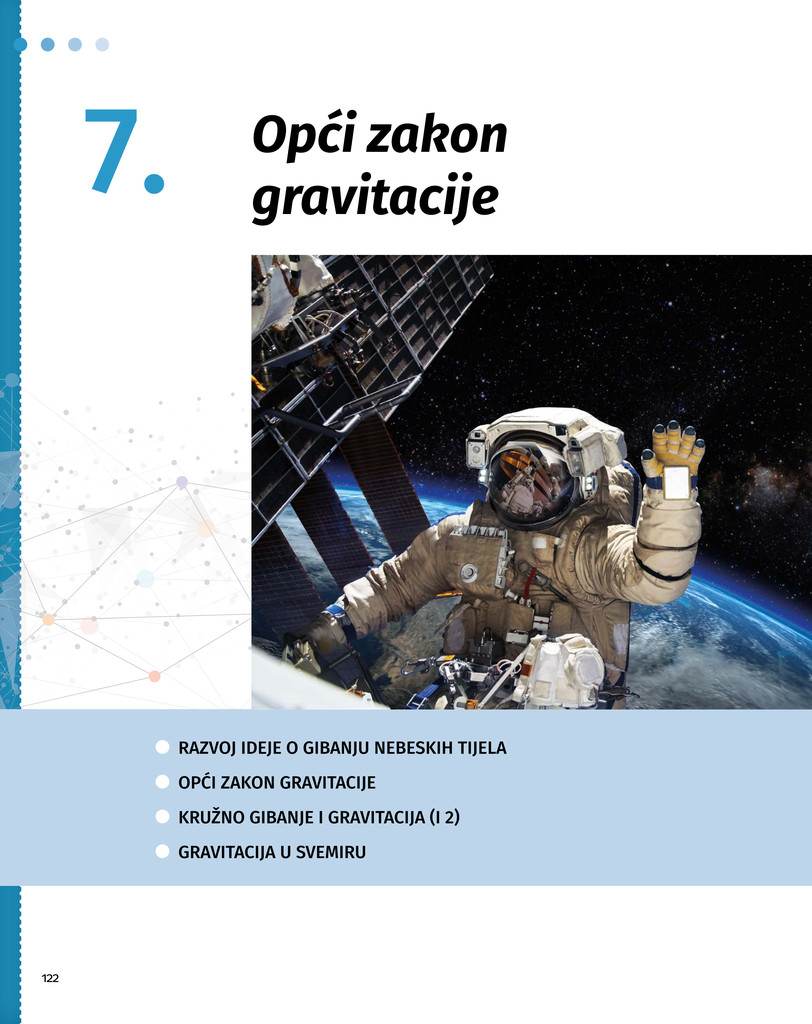 7.
Opći zakon
gravitacije
RAZVOJ IDEJE O GIBANJU NEBESKIH TIJELA
OPĆI ZAKON GRAVITACIJE
KRUŽNO GIBANJE I GRAVITACIJA (I 2)
GRAVITACIJA U SVEMIRU
122